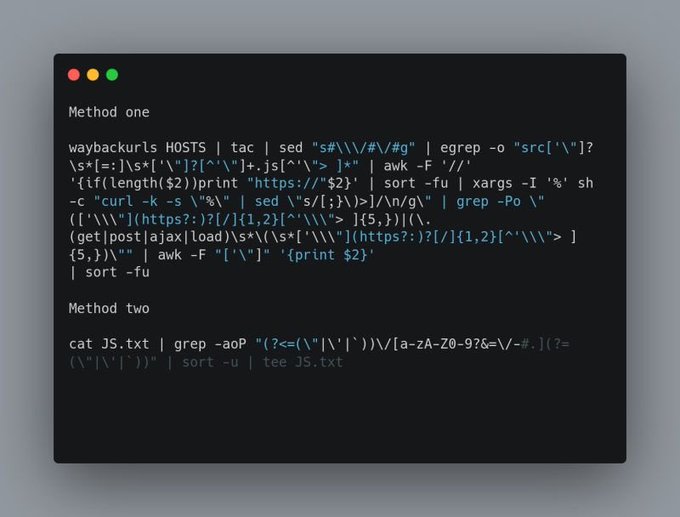 Method one
waybackurls HOSTS | tac | sed "s#\\\/#\/#g" | egrep -o "src['\"]?
\s*[=:]\s*['\"]?[^'\"]+.js[^'\"> ]*" | awk -F '//'
'{if(length($2))print "https://"$2}' | sort -fu | xargs -I '%' sh
-c "curl -k -s \"%\" | sed \"s/[;}\)>]/\n/g\" | grep -Po \"
(['\\\"](https?:)?[/]{1,2}[^'\\\"> ]{5,})|(\.
(get|post|ajax|load)\s*\(\s*['\\\"](https?:)?[/]{1,2}[^'\\\"> ]
{5,})\"" | awk -F "['\"]" '{print $2}'
| sort -fu
Method two
cat JS.txt | grep -aoP "(?<=(\"|\'|`))\/[a-zA-Z0-9?&=\/-#.](?=
(\"|\'|`))" | sort -u | tee JS.txt